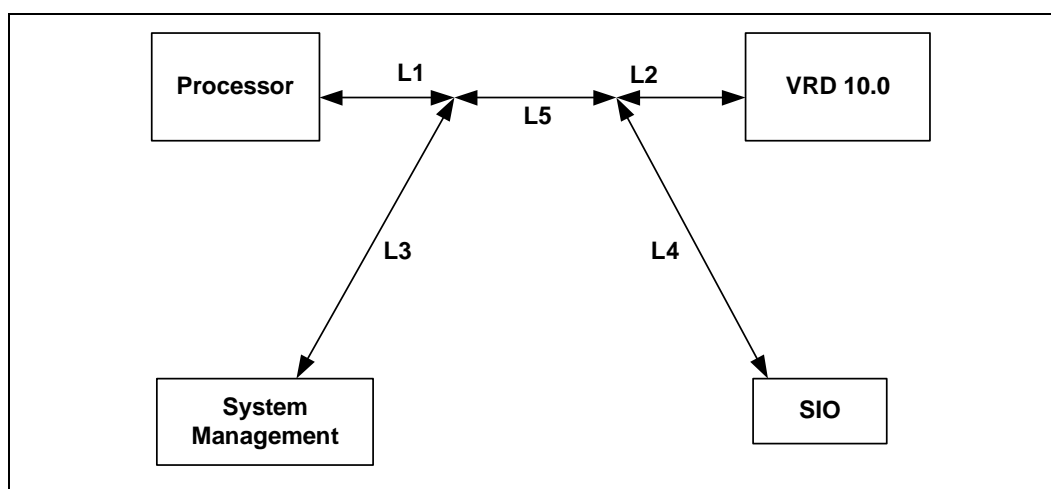 Processor
L1
L2
VRD 10.0
L5
L3
L4
System
Management
SIO